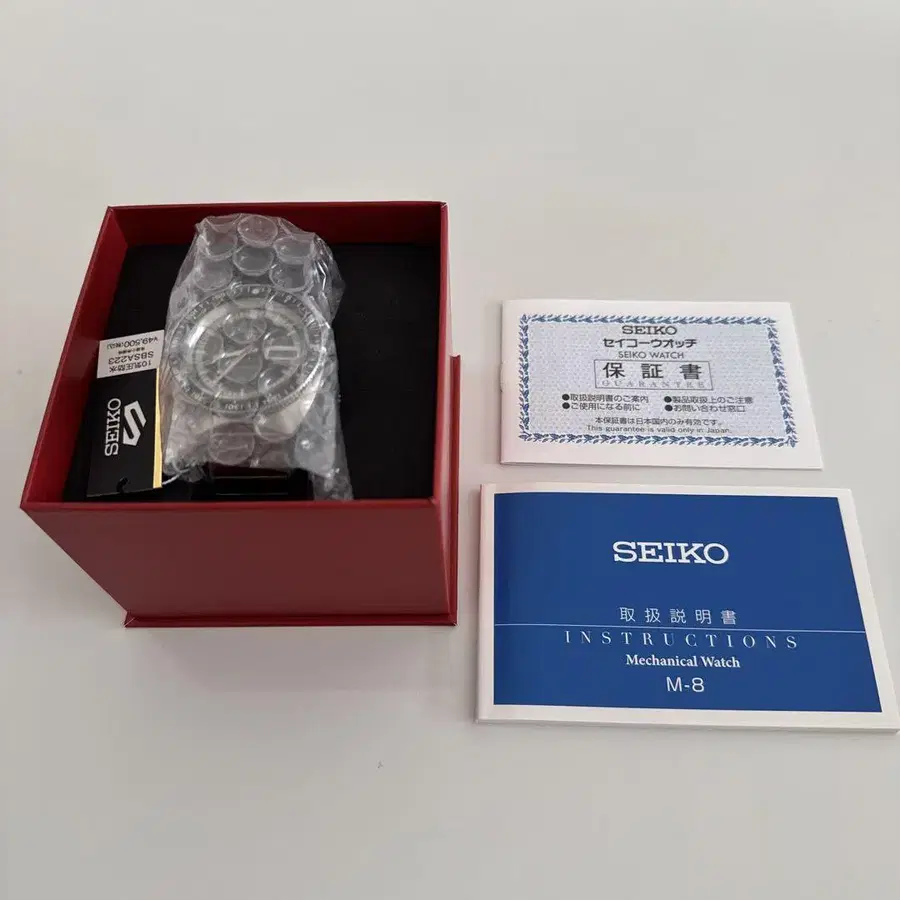 10気圧防水
SBSA223
¥49,500(税込)
SEIKO
SEIKO
セイコーウオッチ
SEIKO WATCH
保証書
GUARANTEE
●取扱説明書のご案内 ●製品取扱上のご注意
●ご使用になる前に ●お問い合わせ窓口
本保証書は日本国内のみ有効です。
This guarantee is valid only in Japan.
SEIKO
取扱説明書
INSTRUCTIONS
Mechanical Watch
M-8